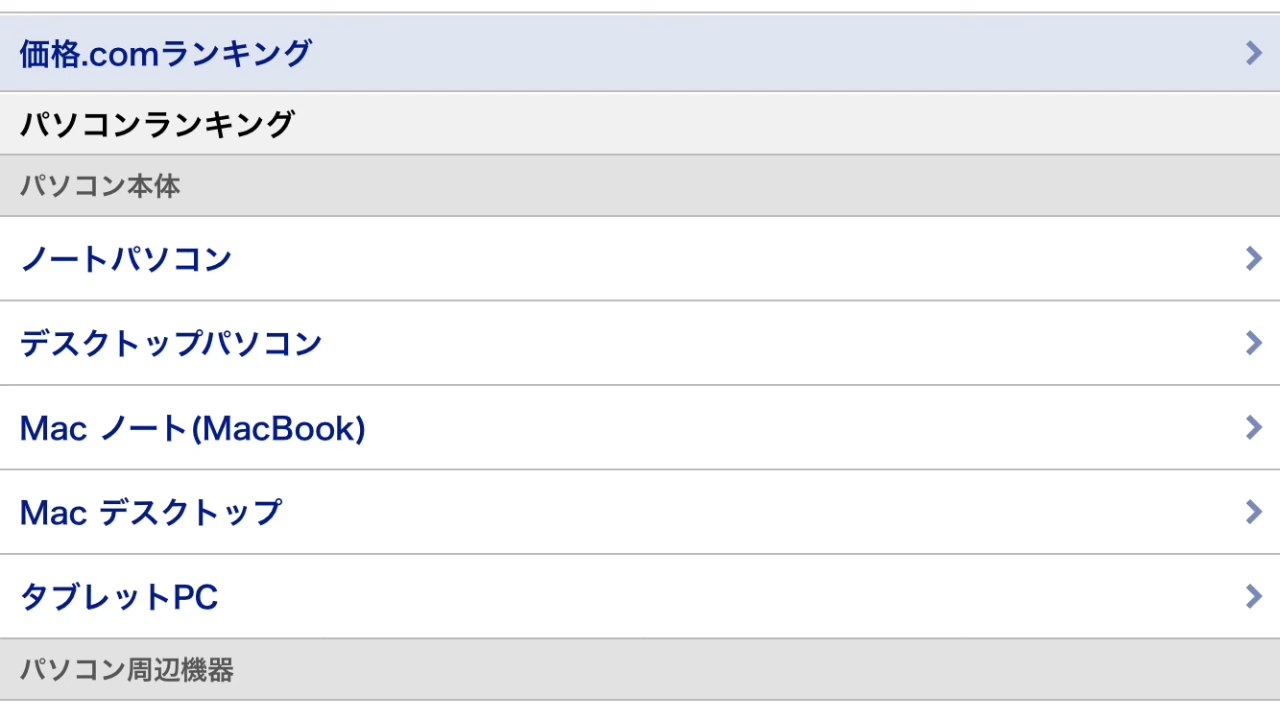 価格.comランキング
パソコンランキング
パソコン本体
ノートパソコン
デスクトップパソコン
Mac ノート(MacBook)
Mac デスクトップ
タブレットPC
パソコン周辺機器